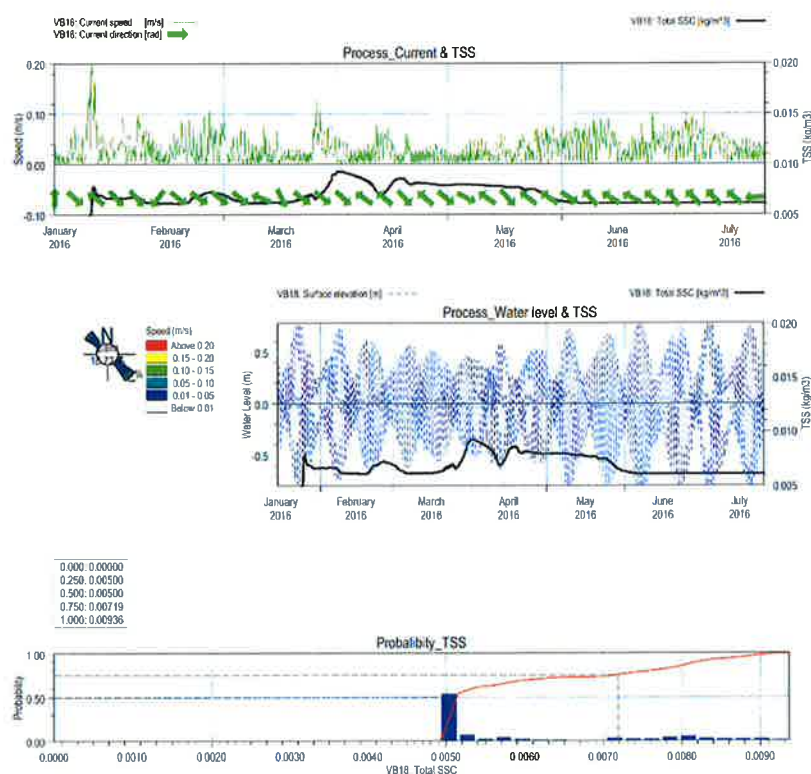 VB18: Current speed [m/s]
VB18: Current direction [rad]
VB18: Total SSC [kg/m^3]
Process_Current & TSS
0.20
0.10
0.00
-0.10
Speed (m/s)
0.020
0.015
0.010
0.005
TSS (kg/m3)
January
2016
February
2016
March
2016
April
2016
May
2016
June
2016
July
2016
VB18: Surface elevation [m]
VB18: Total SSC [kg/m^3]
Process_Water level & TSS
N
Speed (m/s)
Above 0.20
0.15 - 0.20
0.10 - 0.15
0.05 - 0.10
0.01 - 0.05
Below 0.01
0.5
0.0
-0.5
Water Level (m)
0.020
0.015
0.010
0.005
TSS (kg/m3)
January
2016
February
2016
March
2016
April
2016
May
2016
June
2016
July
2016
0.000: 0.00000
0.250: 0.00500
0.500: 0.00500
0.750: 0.00719
1.000: 0.00936
Probalibity_TSS
1.00
0.50
0.00
Probability
0.0000 0.0010 0.0020 0.0030 0.0040 0.0050 0.0060 0.0070 0.0080 0.0090
VB18_Total SSC